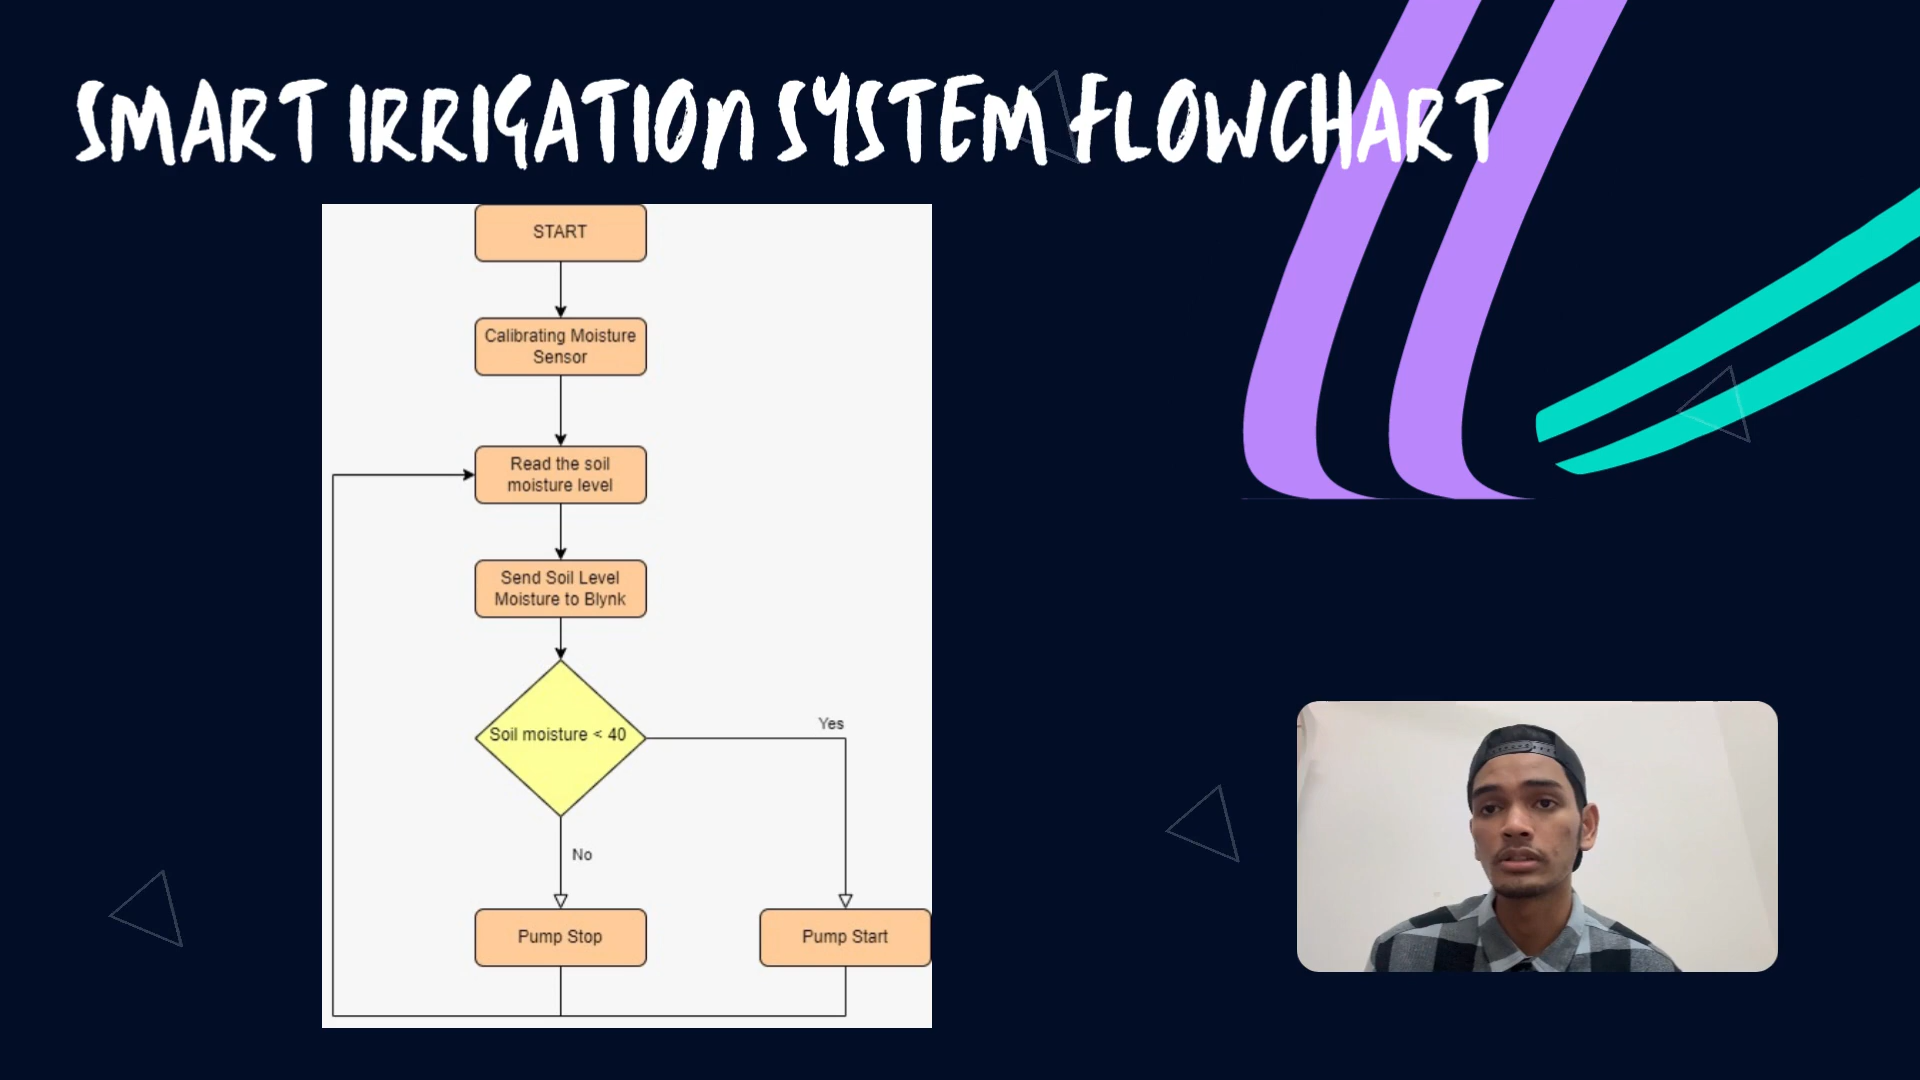 SMART IRRIGATION SYSTEM FLOWCHART
START
Calibrating Moisture
Sensor
Read the soil
moisture level
Send Soil Level
Moisture to Blynk
Soil moisture < 40
Yes
No
Pump Stop
Pump Start